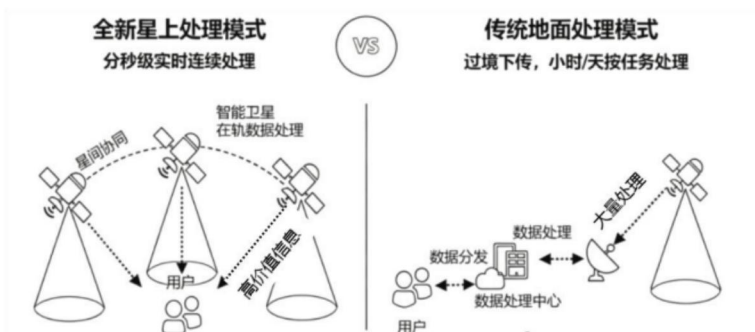 全新星上处理模式
分秒级实时连续处理
VS
传统地面处理模式
过境下传，小时/天按任务处理
星间协同
智能卫星
在轨数据处理
高价值信息
用户
大量处理
数据处理
数据分发
数据处理中心
用户